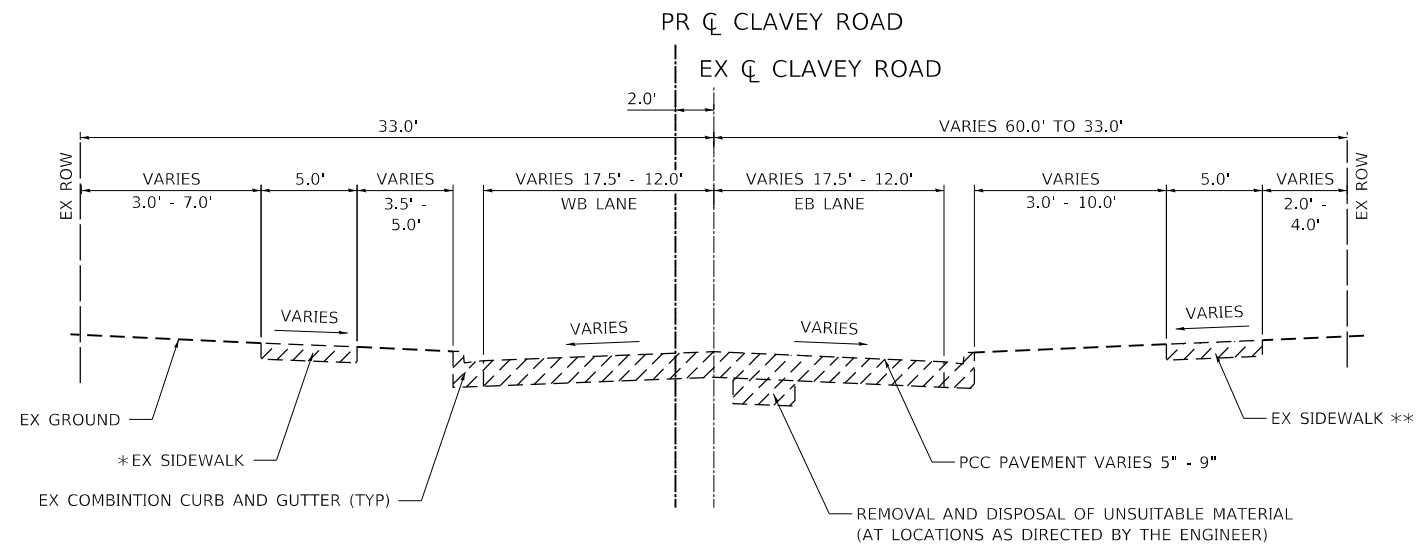 PR ℄ CLAVEY ROAD
EX ℄ CLAVEY ROAD
2.0'
33.0'
VARIES 60.0' TO 33.0'
EX ROW
VARIES
3.0' - 7.0'
5.0'
VARIES
3.5' -
5.0'
VARIES 17.5' - 12.0'
WB LANE
VARIES 17.5' - 12.0'
EB LANE
VARIES
3.0' - 10.0'
5.0'
VARIES
2.0' -
4.0'
EX ROW
VARIES
VARIES
VARIES
VARIES
EX GROUND
*EX SIDEWALK
EX COMBINTION CURB AND GUTTER (TYP)
EX SIDEWALK **
PCC PAVEMENT VARIES 5" - 9"
REMOVAL AND DISPOSAL OF UNSUITABLE MATERIAL
(AT LOCATIONS AS DIRECTED BY THE ENGINEER)